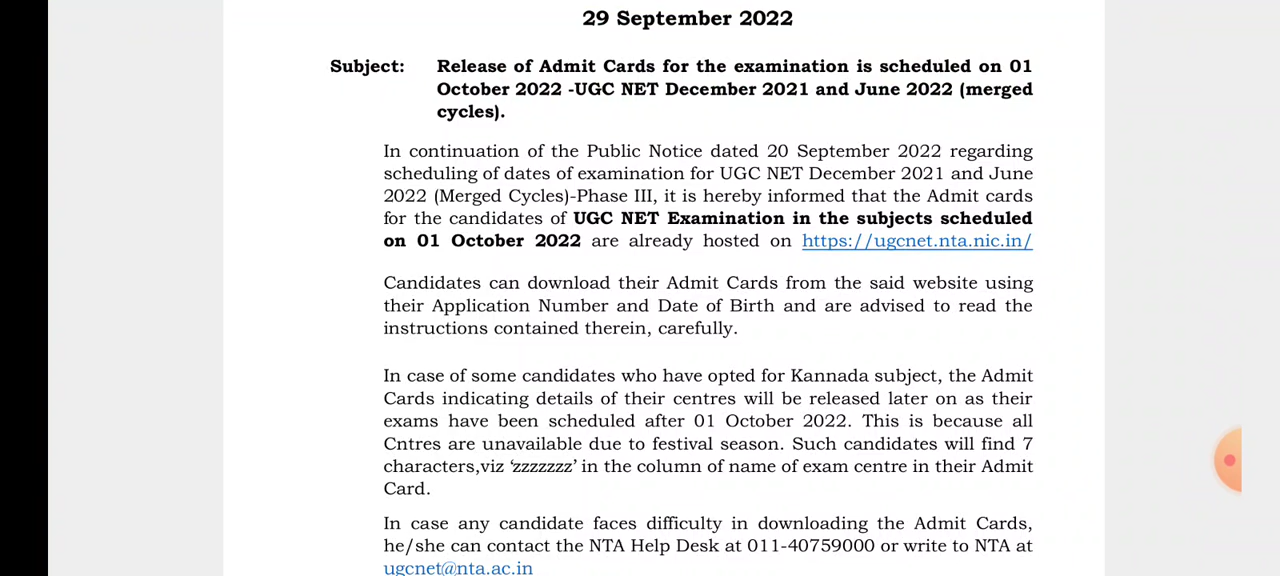 29 September 2022
Subject: Release of Admit Cards for the examination is scheduled on 01
October 2022 -UGC NET December 2021 and June 2022 (merged
cycles).
In continuation of the Public Notice dated 20 September 2022 regarding
scheduling of dates of examination for UGC NET December 2021 and June
2022 (Merged Cycles)-Phase III, it is hereby informed that the Admit cards
for the candidates of UGC NET Examination in the subjects scheduled
on 01 October 2022 are already hosted on https://ugcnet.nta.nic.in/
Candidates can download their Admit Cards from the said website using
their Application Number and Date of Birth and are advised to read the
instructions contained therein, carefully.
In case of some candidates who have opted for Kannada subject, the Admit
Cards indicating details of their centres will be released later on as their
exams have been scheduled after 01 October 2022. This is because all
Cntres are unavailable due to festival season. Such candidates will find 7
characters,viz ‘zzzzzzz’ in the column of name of exam centre in their Admit
Card.
In case any candidate faces difficulty in downloading the Admit Cards,
he/she can contact the NTA Help Desk at 011-40759000 or write to NTA at
ugcnet@nta.ac.in